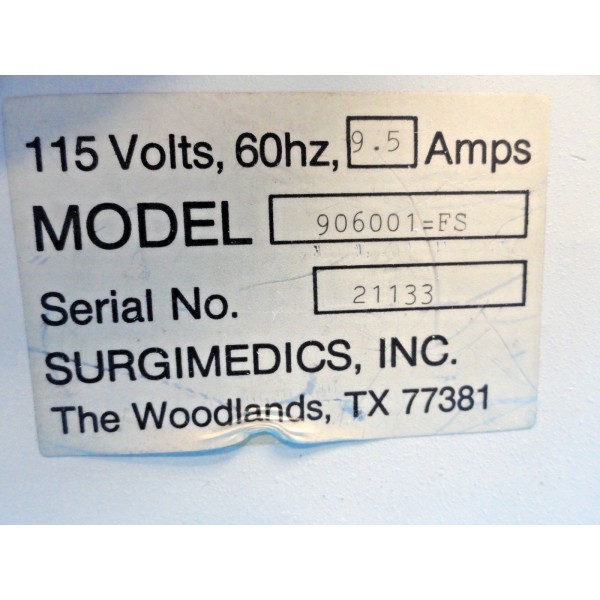 115 Volts, 60hz, 9.5 Amps
MODEL 906001=FS
Serial No. 21133
SURGIMEDICS, INC.
The Woodlands, TX 77381